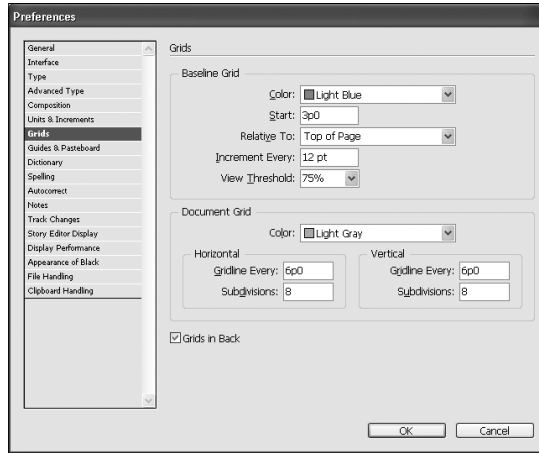 Preferences
General
Interface
Type
Advanced Type
Composition
Units & Increments
Grids
Guides & Pasteboard
Dictionary
Spelling
Autocorrect
Notes
Track Changes
Story Editor Display
Display Performance
Appearance of Black
File Handling
Clipboard Handling
Grids
Baseline Grid
Color: Light Blue
Start: 3p0
Relative To: Top of Page
Increment Every: 12 pt
View Threshold: 75%
Document Grid
Color: Light Gray
Horizontal
Gridline Every: 6p0
Subdivisions: 8
Vertical
Gridline Every: 6p0
Subdivisions: 8
Grids in Back
OK
Cancel